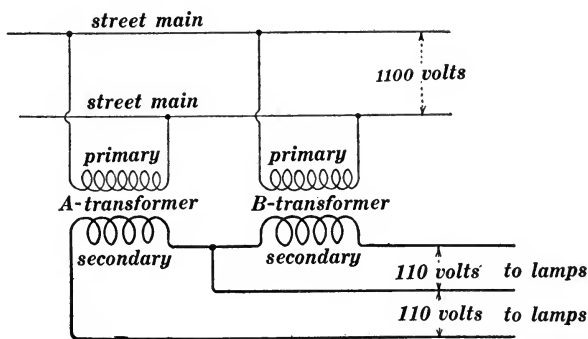 street main
1100 volts
street main
primary
primary
A-transformer
B-transformer
secondary
secondary
110 volts to lamps
110 volts to lamps